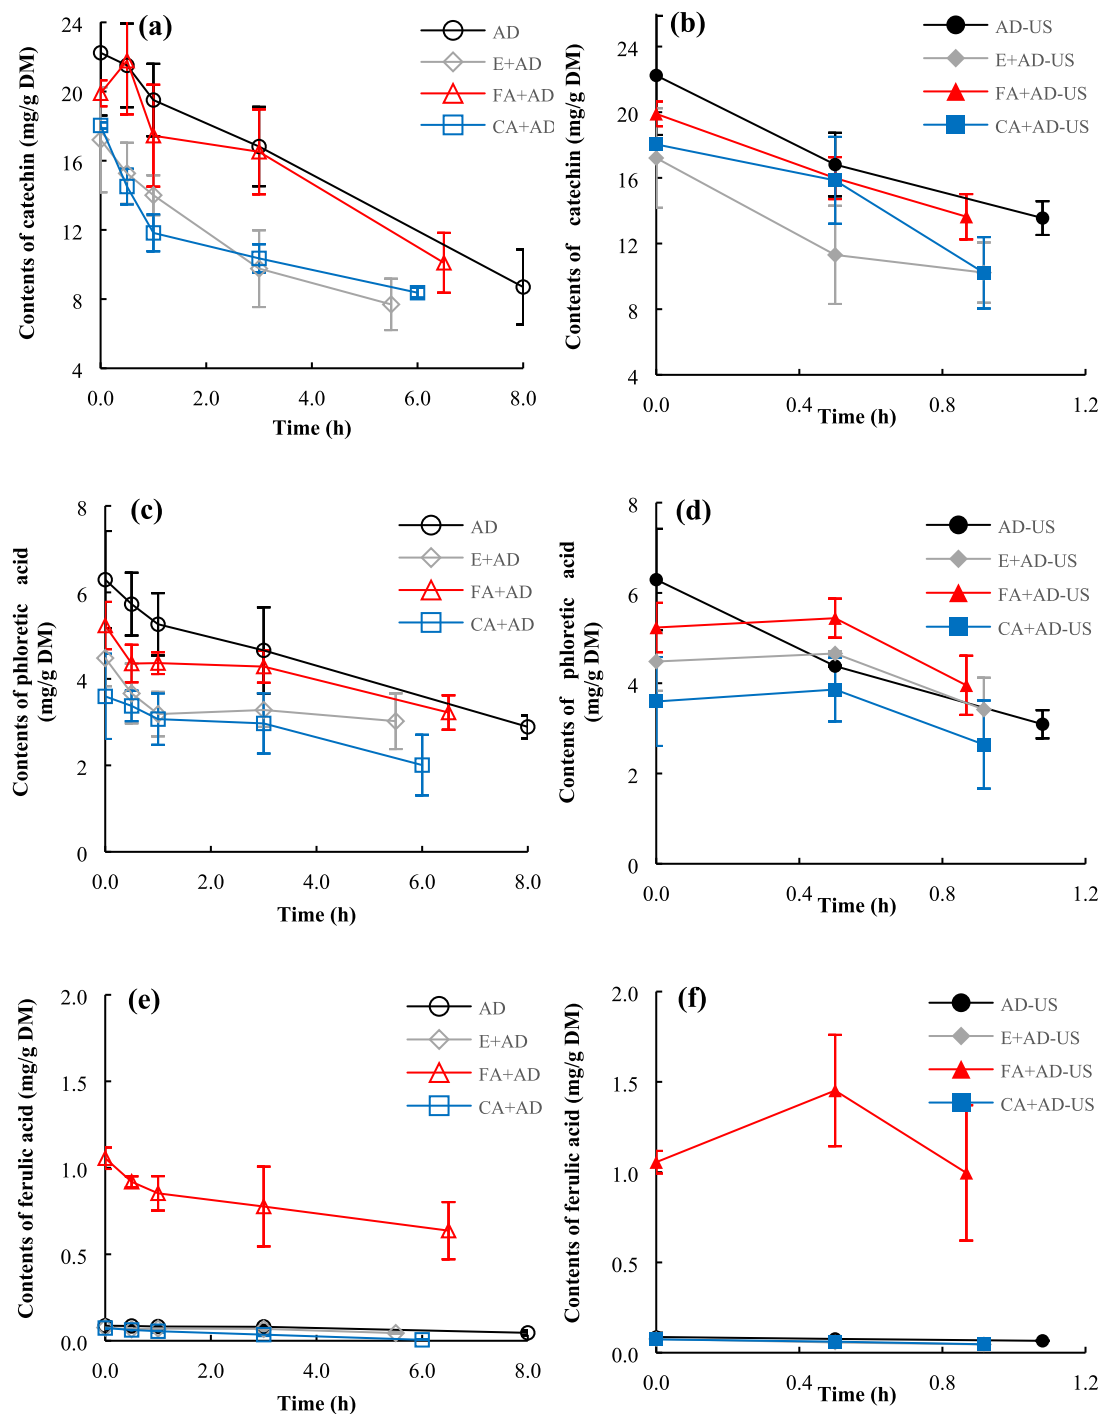 (a)
AD
E+AD
FA+AD
CA+AD
Contents of catechin (mg/g DM)
24
20
16
12
8
4
0.0 2.0 4.0 6.0 8.0
Time (h)
(b)
AD-US
E+AD-US
FA+AD-US
CA+AD-US
Contents of catechin (mg/g DM)
24
20
16
12
8
4
0.0 0.4 0.8 1.2
Time (h)
(c)
AD
E+AD
FA+AD
CA+AD
Contents of phloretic acid
(mg/g DM)
8
6
4
2
0
0.0 2.0 4.0 6.0 8.0
Time (h)
(d)
AD-US
E+AD-US
FA+AD-US
CA+AD-US
Contents of phloretic acid
(mg/g DM)
8
6
4
2
0
0.0 0.4 0.8 1.2
Time (h)
(e)
AD
E+AD
FA+AD
CA+AD
Contents of ferulic acid (mg/g DM)
2.0
1.5
1.0
0.5
0.0
0.0 2.0 4.0 6.0 8.0
Time (h)
(f)
AD-US
E+AD-US
FA+AD-US
CA+AD-US
Contents of ferulic acid (mg/g DM)
2.0
1.5
1.0
0.5
0.0
0.0 0.4 0.8 1.2
Time (h)